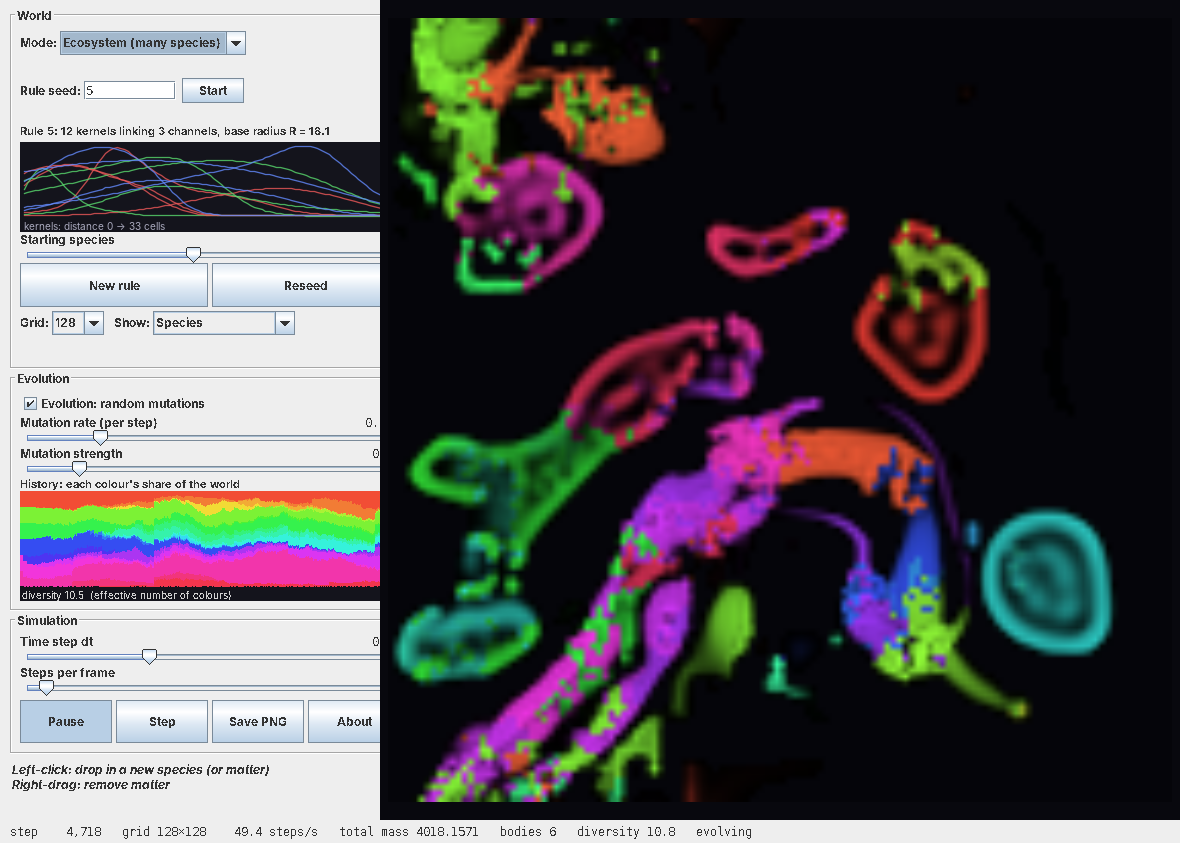 World
Mode: Ecosystem (many species)
Rule seed: 5 Start
Rule 5: 12 kernels linking 3 channels, base radius R = 18.1
kernels: distance 0 → 33 cells
Starting species
New rule Reseed
Grid: 128 Show: Species
Evolution
Evolution: random mutations
Mutation rate (per step) 0.
Mutation strength 0
History: each colour's share of the world
diversity 10.5 (effective number of colours)
Simulation
Time step dt 0
Steps per frame
Pause Step Save PNG About
Left-click: drop in a new species (or matter)
Right-drag: remove matter
step 4,718 grid 128×128 49.4 steps/s total mass 4018.1571 bodies 6 diversity 10.8 evolving